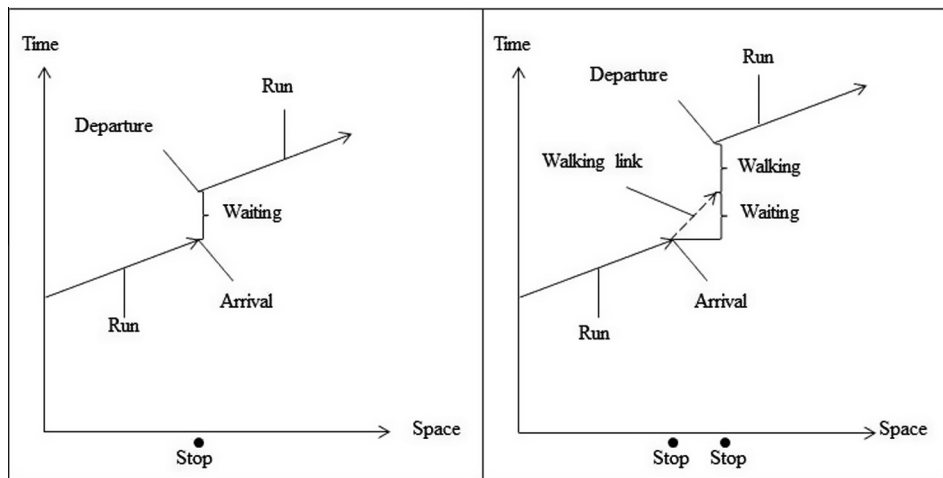 Time
Run
Departure
Waiting
Arrival
Run
Space
Stop
Time
Run
Departure
Walking link
Walking
Waiting
Arrival
Run
Space
Stop Stop